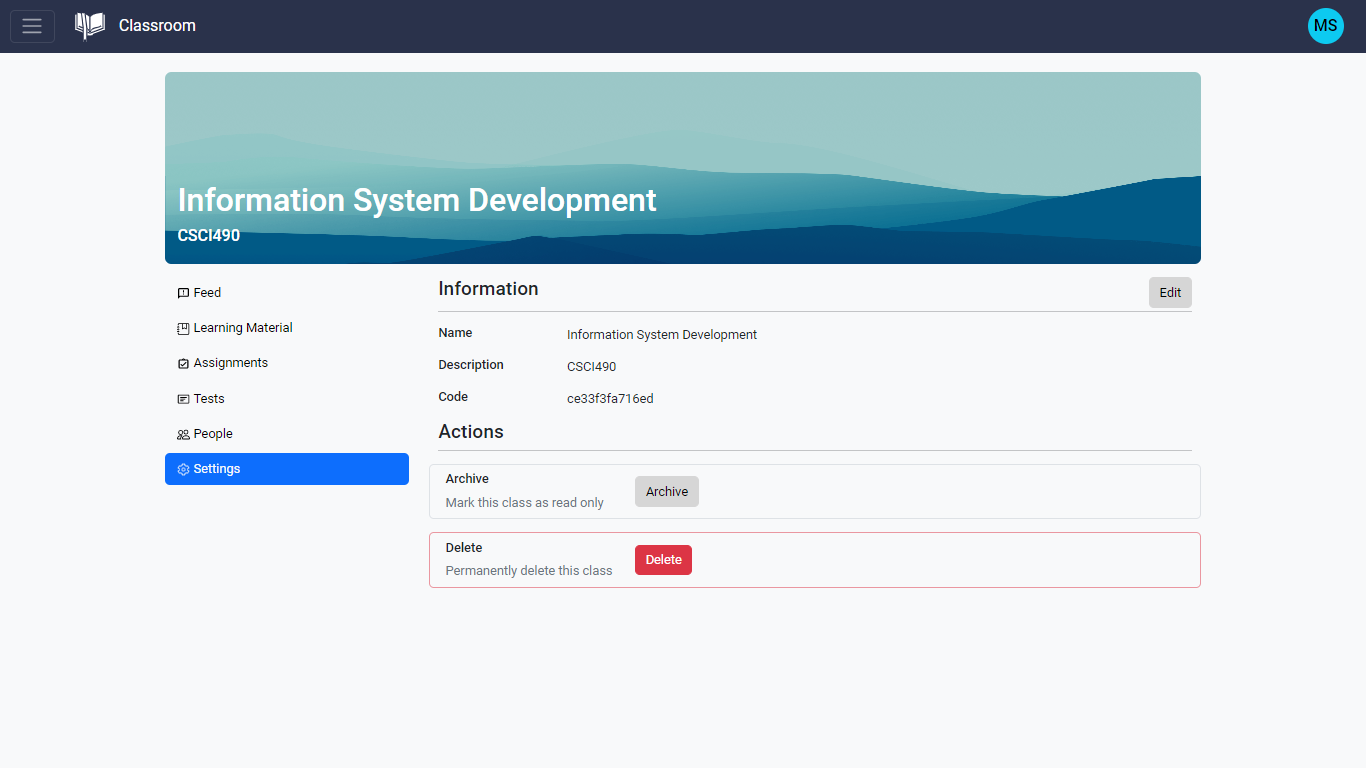 Classroom
MS
Information System Development
CSCI490
Feed
Learning Material
Assignments
Tests
People
Settings
Information
Edit
Name Information System Development
Description CSCI490
Code ce33f3fa716ed
Actions
Archive
Mark this class as read only
Archive
Delete
Permanently delete this class
Delete